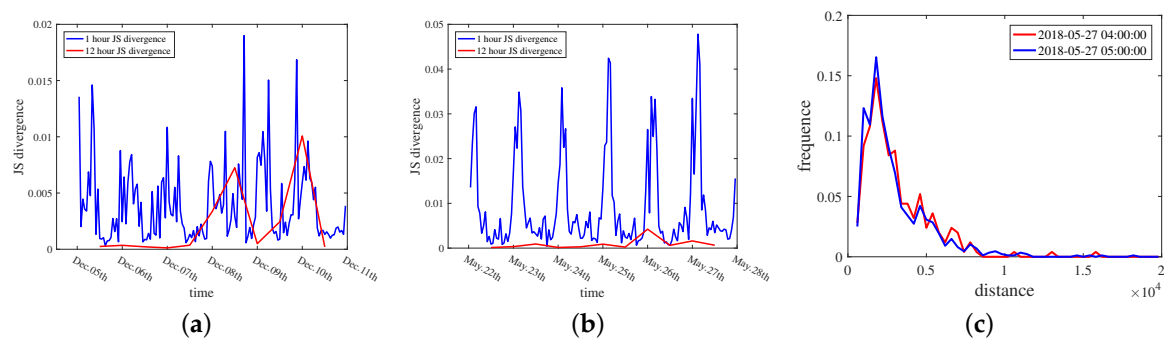 0.02
0.015
0.01
0.005
0
JS divergence
1 hour JS divergence
12 hour JS divergence
Dec.05th
Dec.06th
Dec.07th
Dec.08th
Dec.09th
Dec.10th
Dec.11th
time
(a)
0.05
0.04
0.03
0.02
0.01
0
JS divergence
1 hour JS divergence
12 hour JS divergence
May.22th
May.23th
May.24th
May.25th
May.26th
May.27th
May.28th
time
(b)
0.2
0.15
0.1
0.05
0
frequence
2018-05-27 04:00:00
2018-05-27 05:00:00
0
0.5
1
1.5
2
×10⁴
distance
(c)